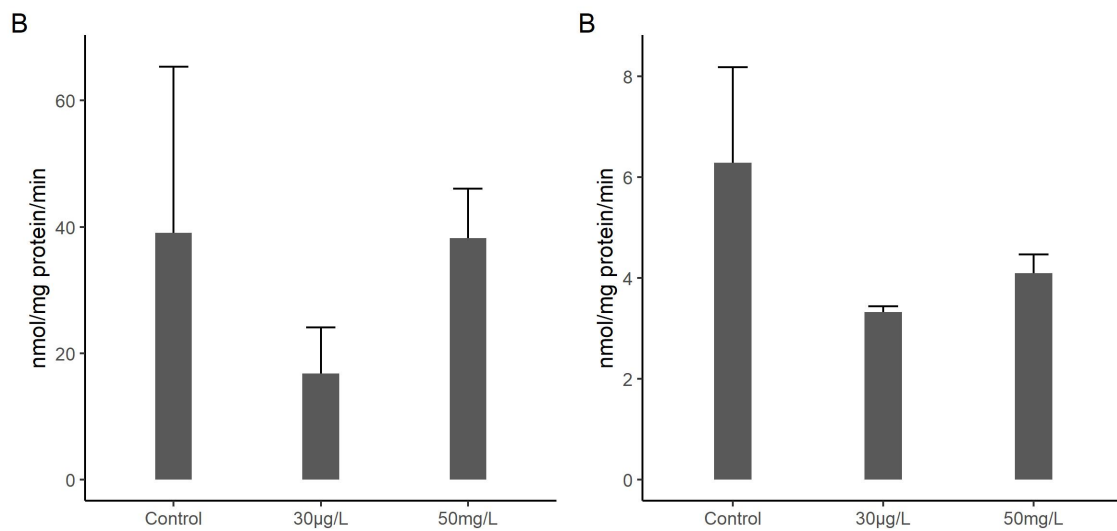 B
nmol/mg protein/min
60
40
20
0
Control
30µg/L
50mg/L
B
nmol/mg protein/min
8
6
4
2
0
Control
30µg/L
50mg/L